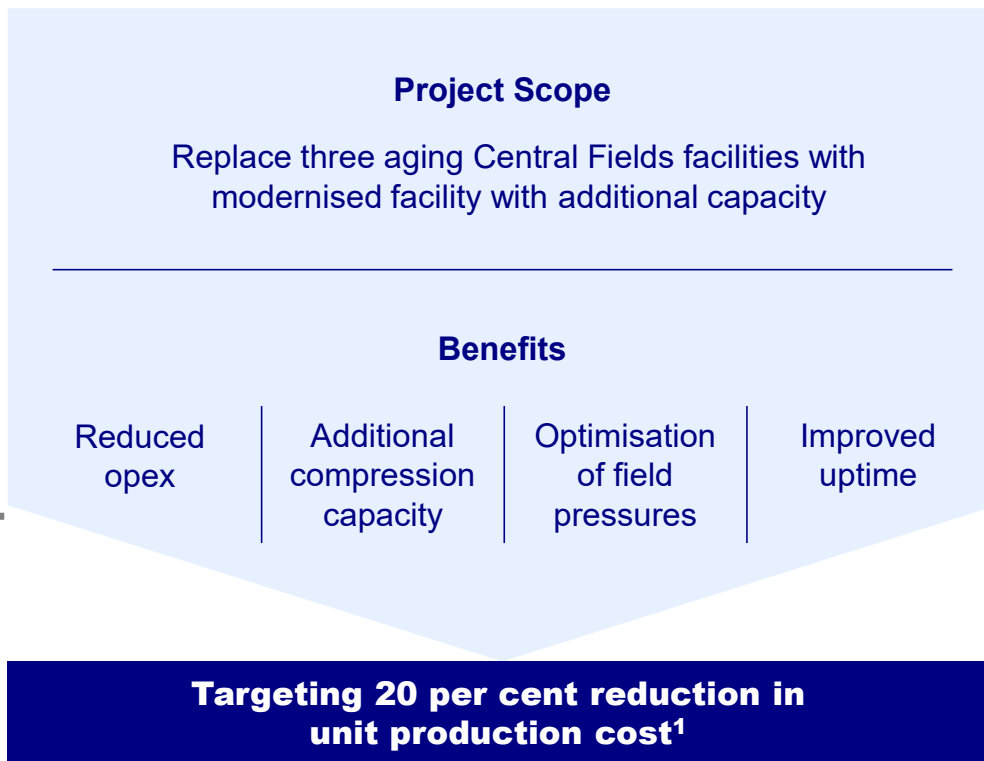 Project Scope
Replace three aging Central Fields facilities with
modernised facility with additional capacity
Benefits
Reduced
opex
Additional
compression
capacity
Optimisation
of field
pressures
Improved
uptime
Targeting 20 per cent reduction in
unit production cost¹